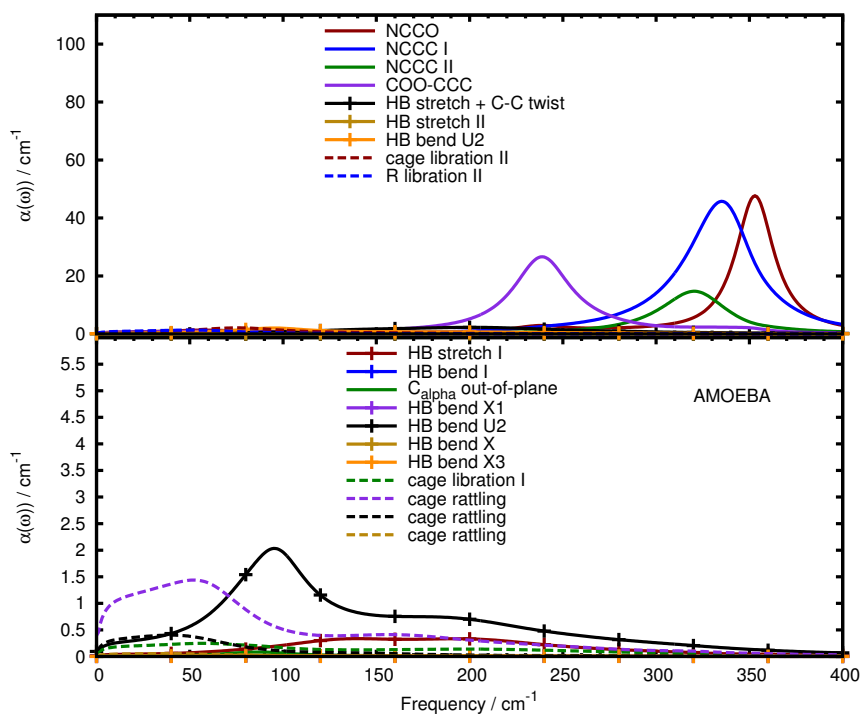 100
80
60
40
20
0
α(ω)) / cm-1
NCCO
NCCC I
NCCC II
COO-CCC
HB stretch + C-C twist
HB stretch II
HB bend U2
cage libration II
R libration II
5.5
5
4.5
4
3.5
3
2.5
2
1.5
1
0.5
0
α(ω)) / cm-1
HB stretch I
HB bend I
Calpha out-of-plane
HB bend X1
HB bend U2
HB bend X
HB bend X3
cage libration I
cage rattling
cage rattling
cage rattling
AMOEBA
0 50 100 150 200 250 300 350 400
Frequency / cm-1